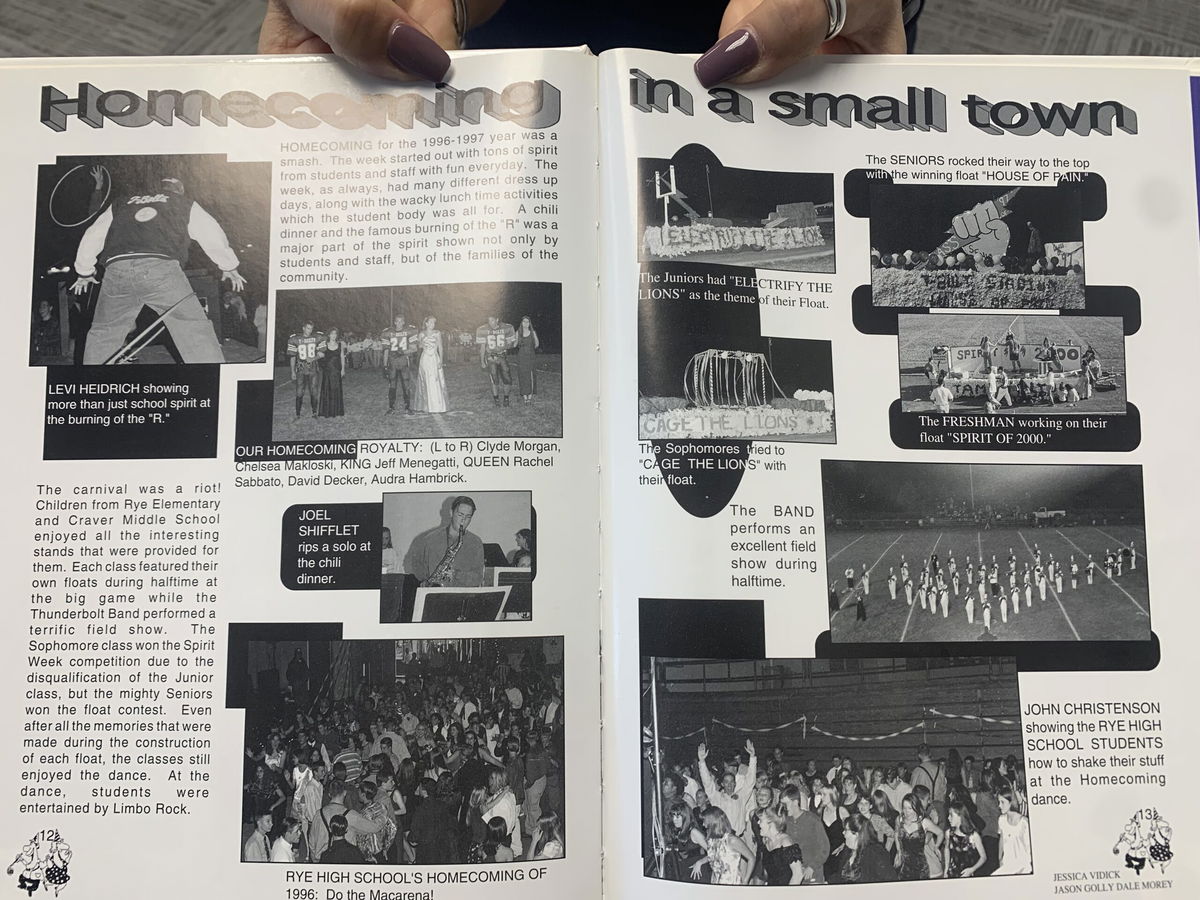 Homecoming
HOMECOMING for the 1996-1997 year was a
smash. The week started out with tons of spirit
from students and staff with fun everyday. The
week, as always, had many different dress up
days, along with the wacky lunch time activities
which the student body was all for. A chili
dinner and the famous burning of the "R" was a
major part of the spirit shown not only by
students and staff, but of the families of the
community.
T-Bolts
LEVI HEIDRICH showing
more than just school spirit at
the burning of the "R."
T-BOLTS
88
T-BOLTS
24
T-BOLTS
66
OUR HOMECOMING ROYALTY: (L to R) Clyde Morgan,
Chelsea Makloski, KING Jeff Menegatti, QUEEN Rachel
Sabbato, David Decker, Audra Hambrick.
The carnival was a riot!
Children from Rye Elementary
and Craver Middle School
enjoyed all the interesting
stands that were provided for
them. Each class featured their
own floats during halftime at
the big game while the
Thunderbolt Band performed a
terrific field show. The
Sophomore class won the Spirit
Week competition due to the
disqualification of the Junior
class, but the mighty Seniors
won the float contest. Even
after all the memories that were
made during the construction
of each float, the classes still
enjoyed the dance. At the
dance, students were
entertained by Limbo Rock.
JOEL
SHIFFLET
rips a solo at
the chili
dinner.
RYE HIGH SCHOOL'S HOMECOMING OF
1996: Do the Macarena!
12
in a small town
The Juniors had "ELECTRIFY THE
LIONS" as the theme of their Float.
CAGE THE LIONS
The Sophomores tried to
"CAGE THE LIONS" with
their float.
The SENIORS rocked their way to the top
with the winning float "HOUSE OF PAIN."
HOUSE OF PAIN
SPIRIT 2000
The FRESHMAN working on their
float "SPIRIT OF 2000."
The BAND
performs an
excellent field
show during
halftime.
JOHN CHRISTENSON
showing the RYE HIGH
SCHOOL STUDENTS
how to shake their stuff
at the Homecoming
dance.
13
JESSICA VIDICK
JASON GOLLY DALE MOREY